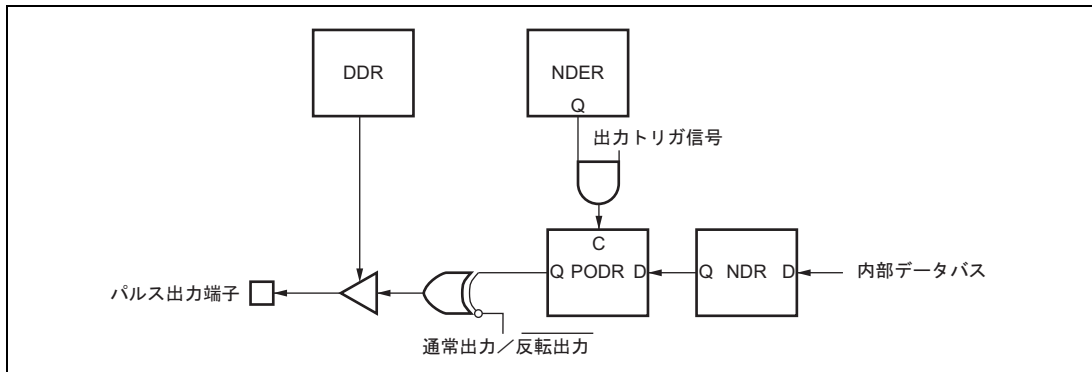 DDR
NDER
Q
出力トリガ信号
C
Q PODR D
Q NDR D
内部データバス
パルス出力端子
通常出力／反転出力